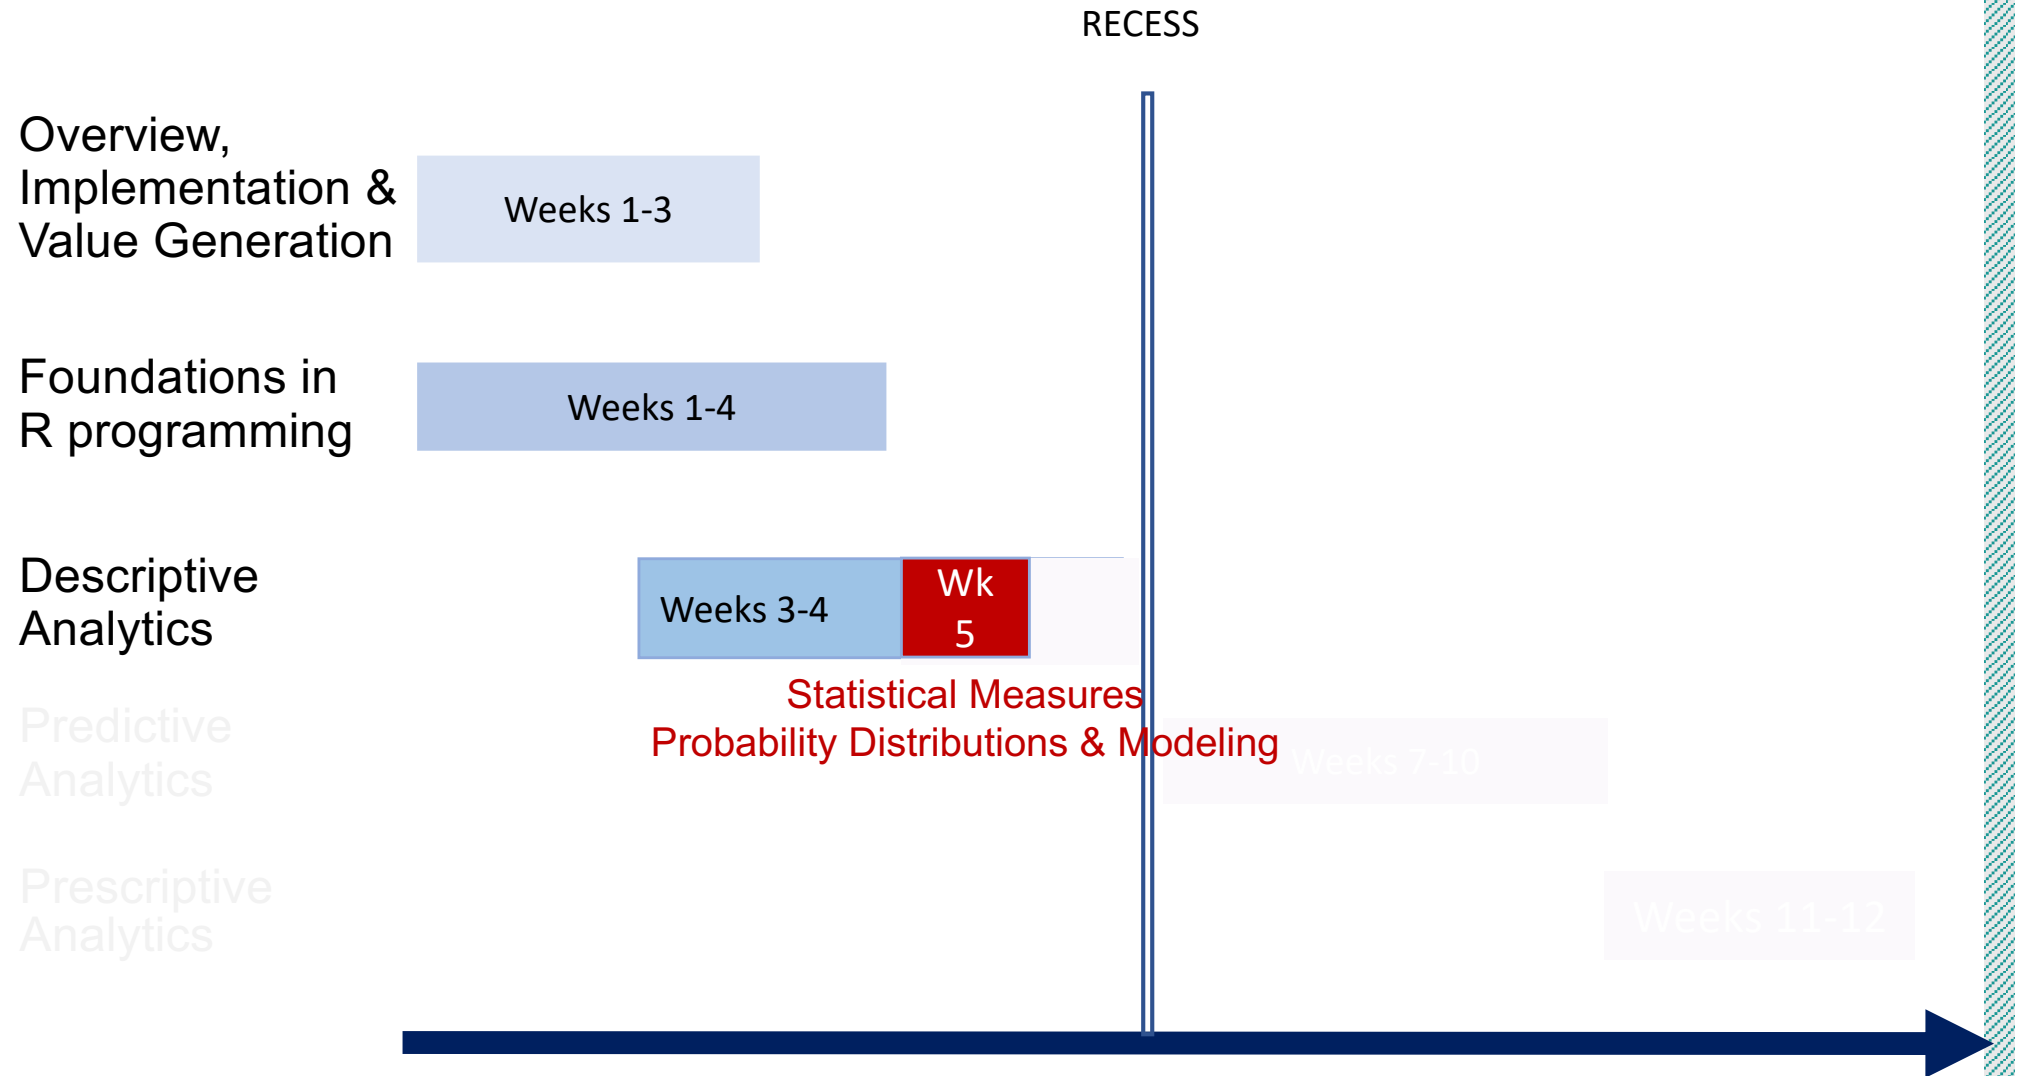 RECESS
Overview,
Implementation &
Value Generation
Weeks 1-3
Foundations in
R programming
Weeks 1-4
Descriptive
Analytics
Weeks 3-4
Wk
5
Statistical Measures
Probability Distributions & Modeling
Predictive
Analytics
Weeks 7-10
Prescriptive
Analytics
Weeks 11-12